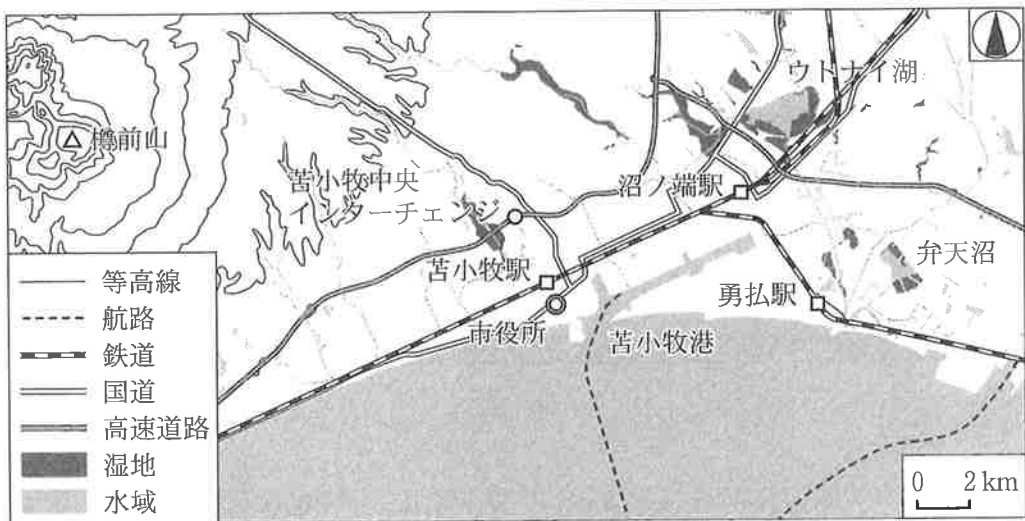 ウトナイ湖
樽前山
苫小牧中央
インターチェンジ
沼ノ端駅
弁天沼
苫小牧駅
勇払駅
市役所
苫小牧港
等高線
航路
鉄道
国道
高速道路
湿地
水域
0 2 km